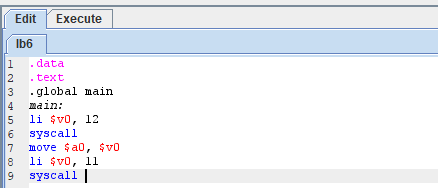 Edit Execute
lb6
1 .data
2 .text
3 .global main
4 main:
5 li $v0, 12
6 syscall
7 move $a0, $v0
8 li $v0, 11
9 syscall